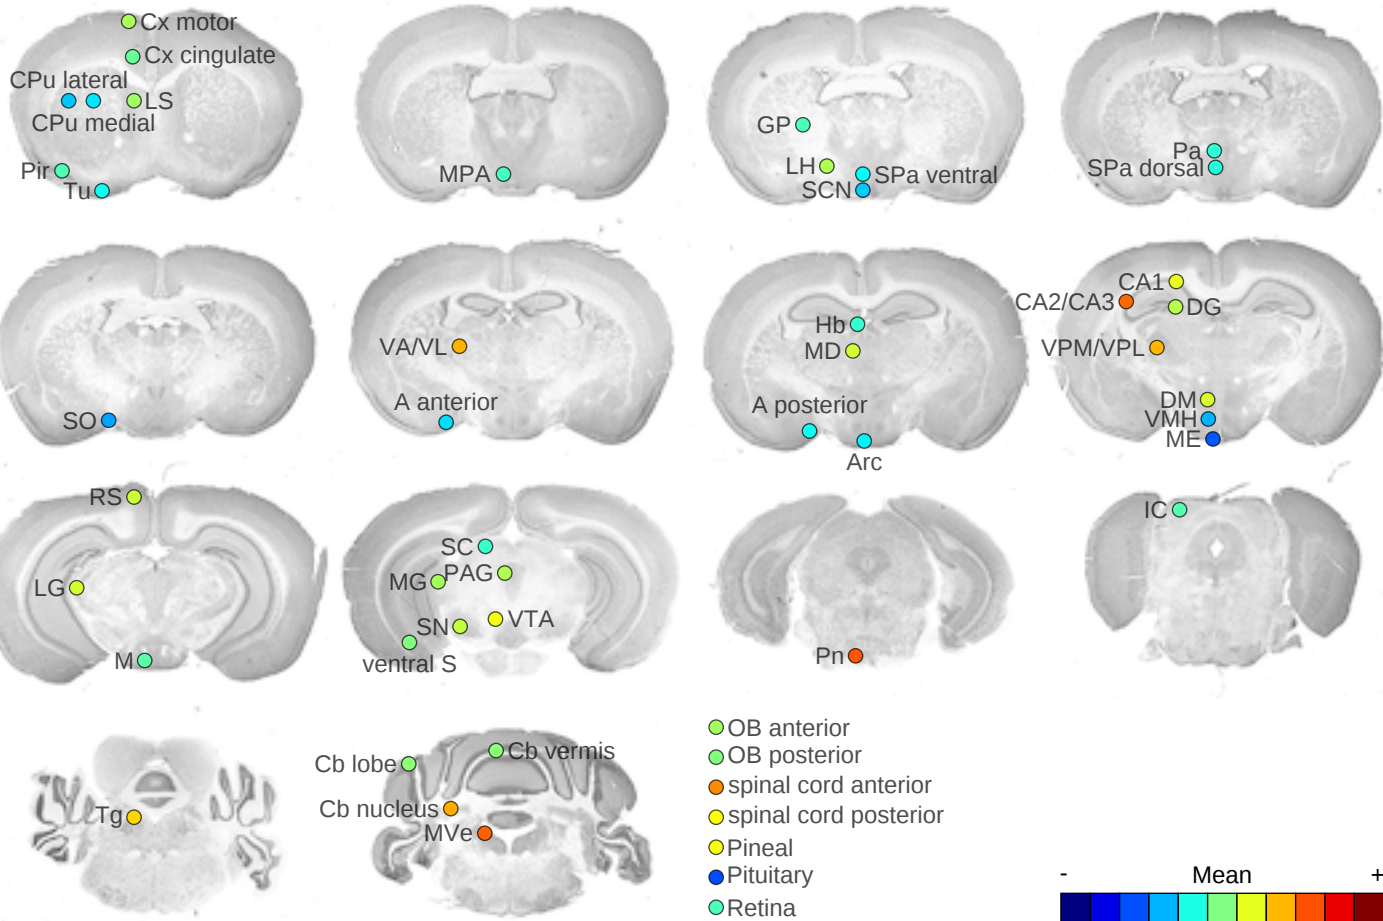 Cx motor
Cx cingulate
CPu lateral
LS
CPu medial
Pir
Tu
MPA
GP
LH
SPa ventral
SCN
Pa
SPa dorsal
SO
VA/VL
A anterior
Hb
MD
A posterior
Arc
CA1
CA2/CA3
DG
VPM/VPL
DM
VMH
ME
RS
LG
M
SC
PAG
MG
VTA
SN
ventral S
Pn
IC
Tg
Cb vermis
Cb lobe
Cb nucleus
MVe
OB anterior
OB posterior
spinal cord anterior
spinal cord posterior
Pineal
Pituitary
Retina
- Mean +